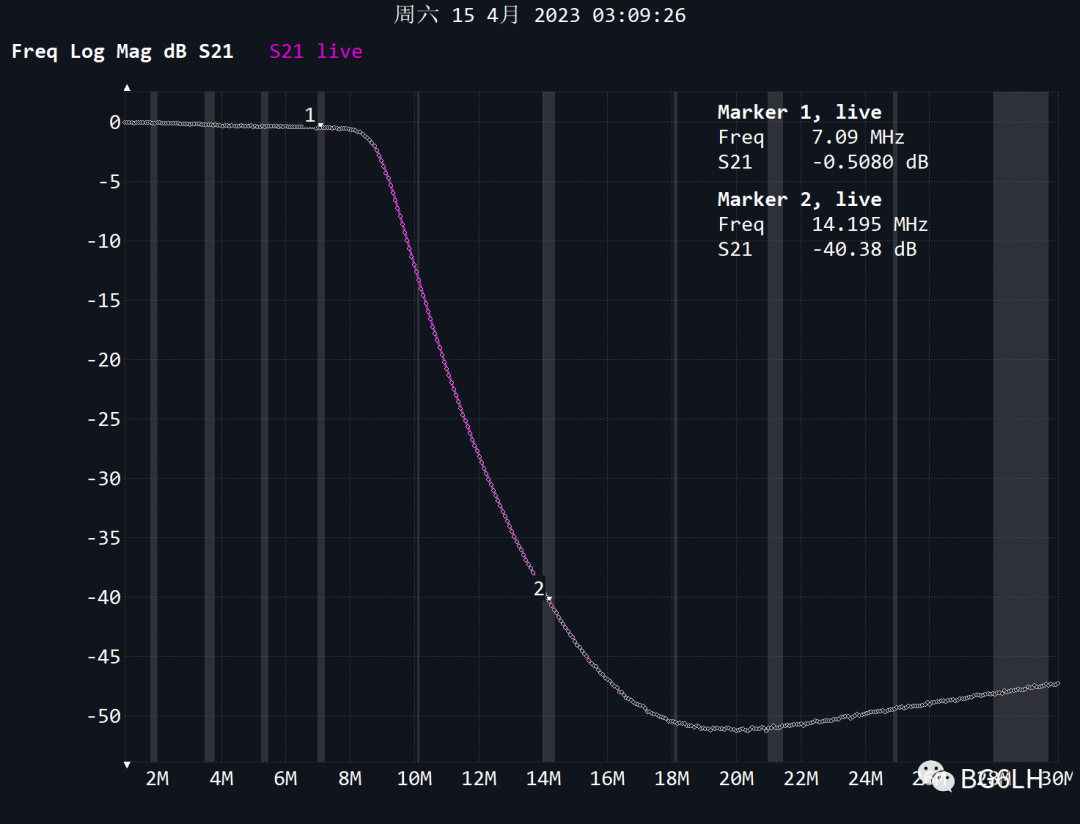 周六 15 4月 2023 03:09:26
Freq Log Mag dB S21 S21 live
Marker 1, live
Freq 7.09 MHz
S21 -0.5080 dB
Marker 2, live
Freq 14.195 MHz
S21 -40.38 dB
1
2
0
-5
-10
-15
-20
-25
-30
-35
-40
-45
-50
2M 4M 6M 8M 10M 12M 14M 16M 18M 20M 22M 24M 26M 28M 30M
BG6LH